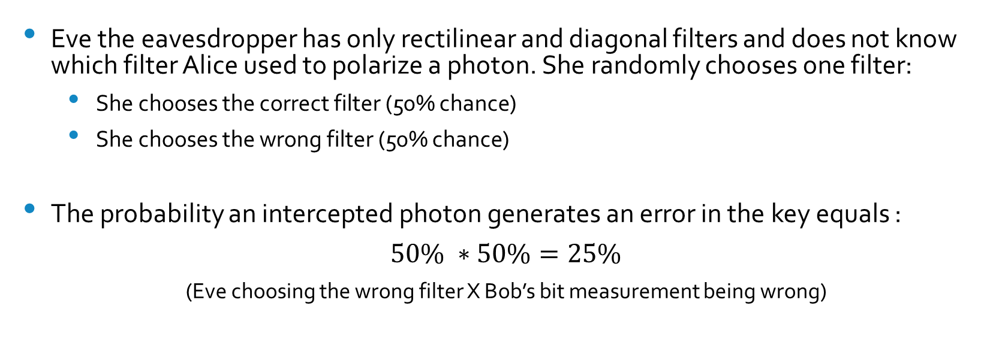 • Eve the eavesdropper has only rectilinear and diagonal filters and does not know
which filter Alice used to polarize a photon. She randomly chooses one filter:
• She chooses the correct filter (50% chance)
• She chooses the wrong filter (50% chance)
• The probability an intercepted photon generates an error in the key equals :
50% * 50% = 25%
(Eve choosing the wrong filter X Bob’s bit measurement being wrong)